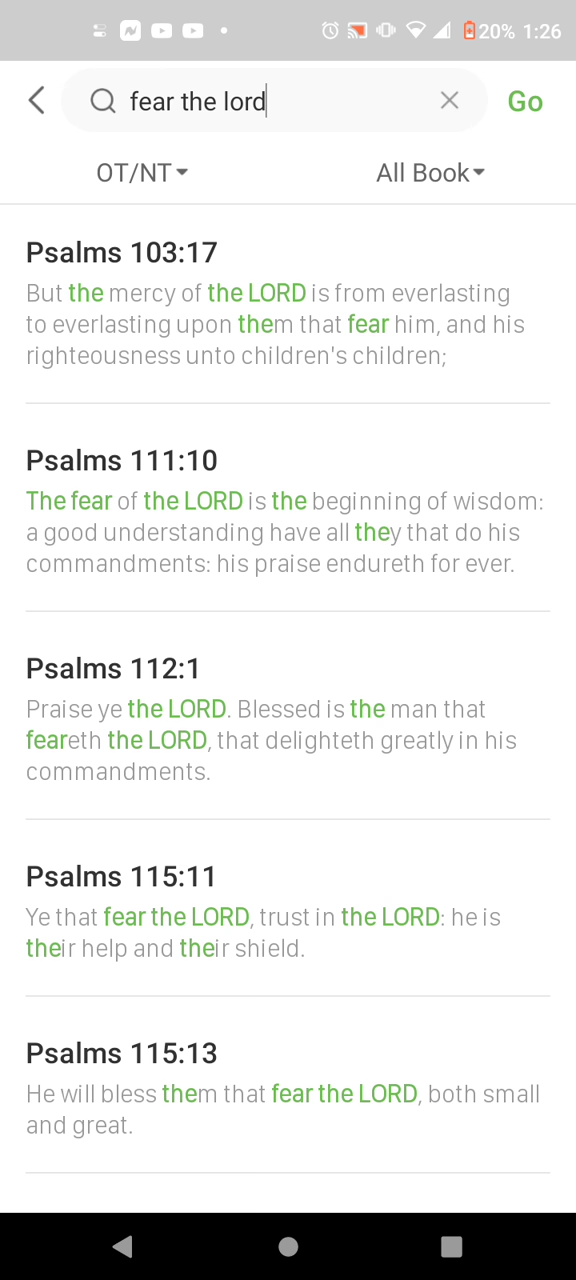 20% 1:26
fear the lord
Go
OT/NT
All Book
Psalms 103:17
But the mercy of the LORD is from everlasting
to everlasting upon them that fear him, and his
righteousness unto children's children;
Psalms 111:10
The fear of the LORD is the beginning of wisdom:
a good understanding have all they that do his
commandments: his praise endureth for ever.
Psalms 112:1
Praise ye the LORD. Blessed is the man that
feareth the LORD, that delighteth greatly in his
commandments.
Psalms 115:11
Ye that fear the LORD, trust in the LORD: he is
their help and their shield.
Psalms 115:13
He will bless them that fear the LORD, both small
and great.